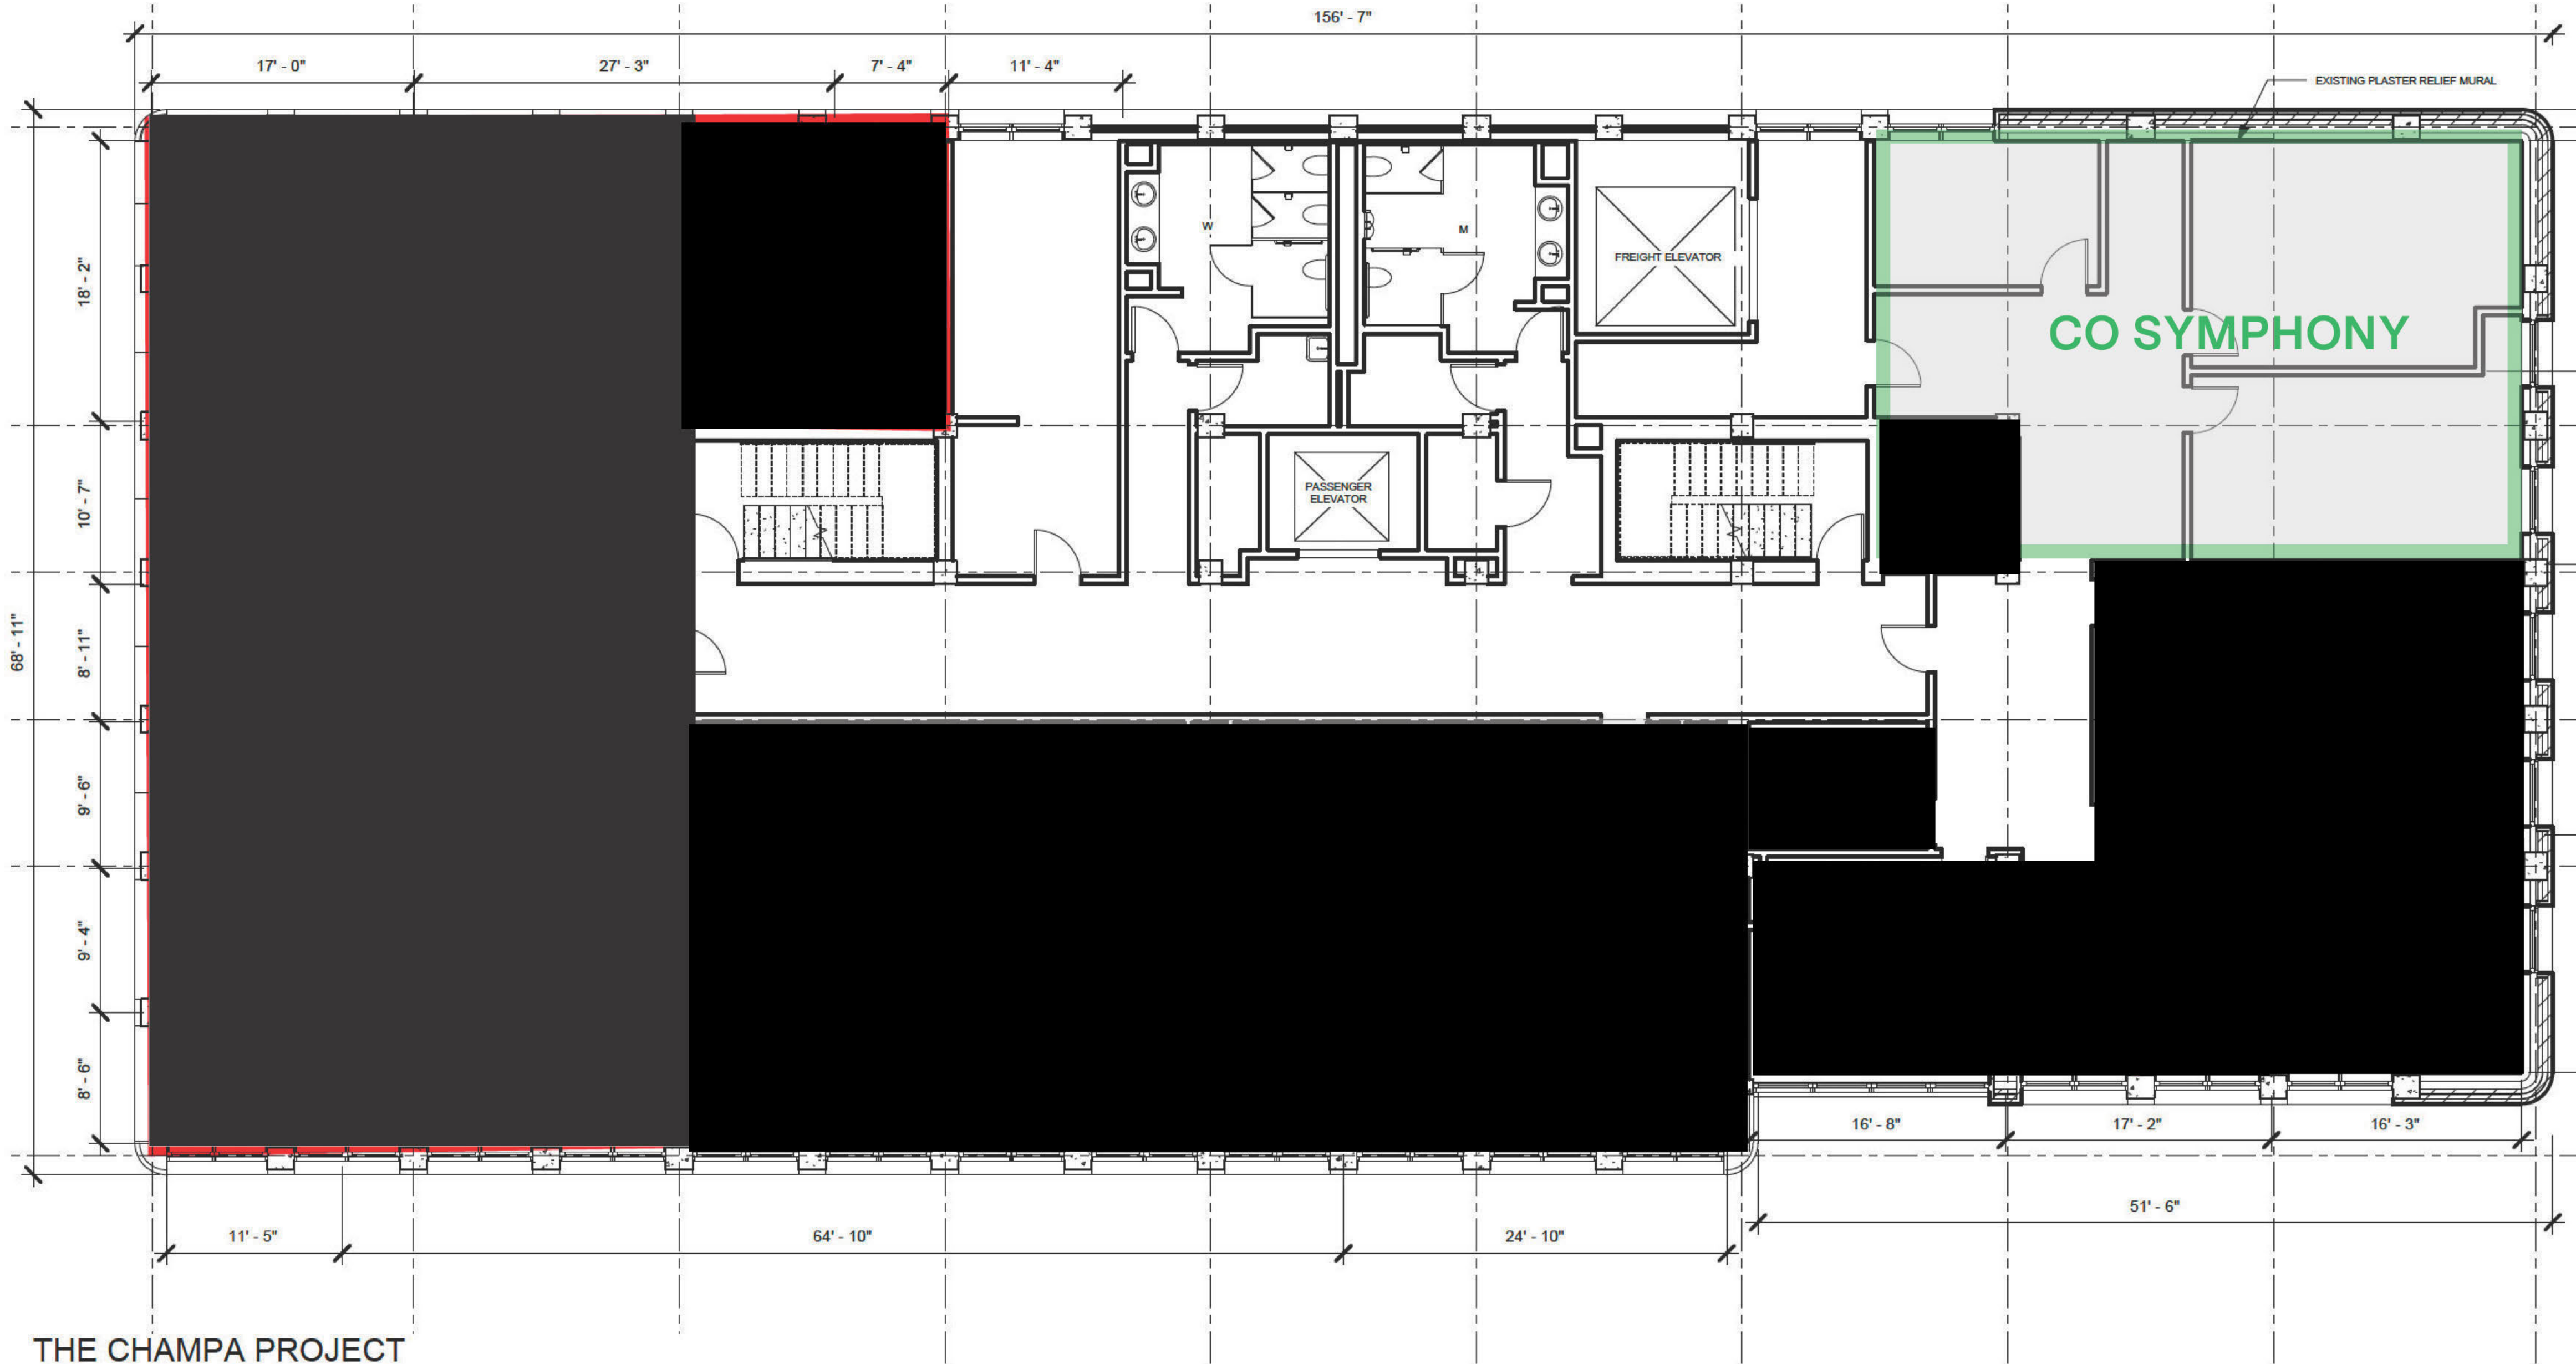 156' - 7"
17' - 0"
27' - 3"
7' - 4"
11' - 4"
EXISTING PLASTER RELIEF MURAL
W
M
FREIGHT ELEVATOR
18' - 2"
CO SYMPHONY
PASSENGER
ELEVATOR
10' - 7"
68' - 11"
8' - 11"
9' - 6"
9' - 4"
8' - 6"
16' - 8"
17' - 2"
16' - 3"
51' - 6"
11' - 5"
64' - 10"
24' - 10"
THE CHAMPA PROJECT